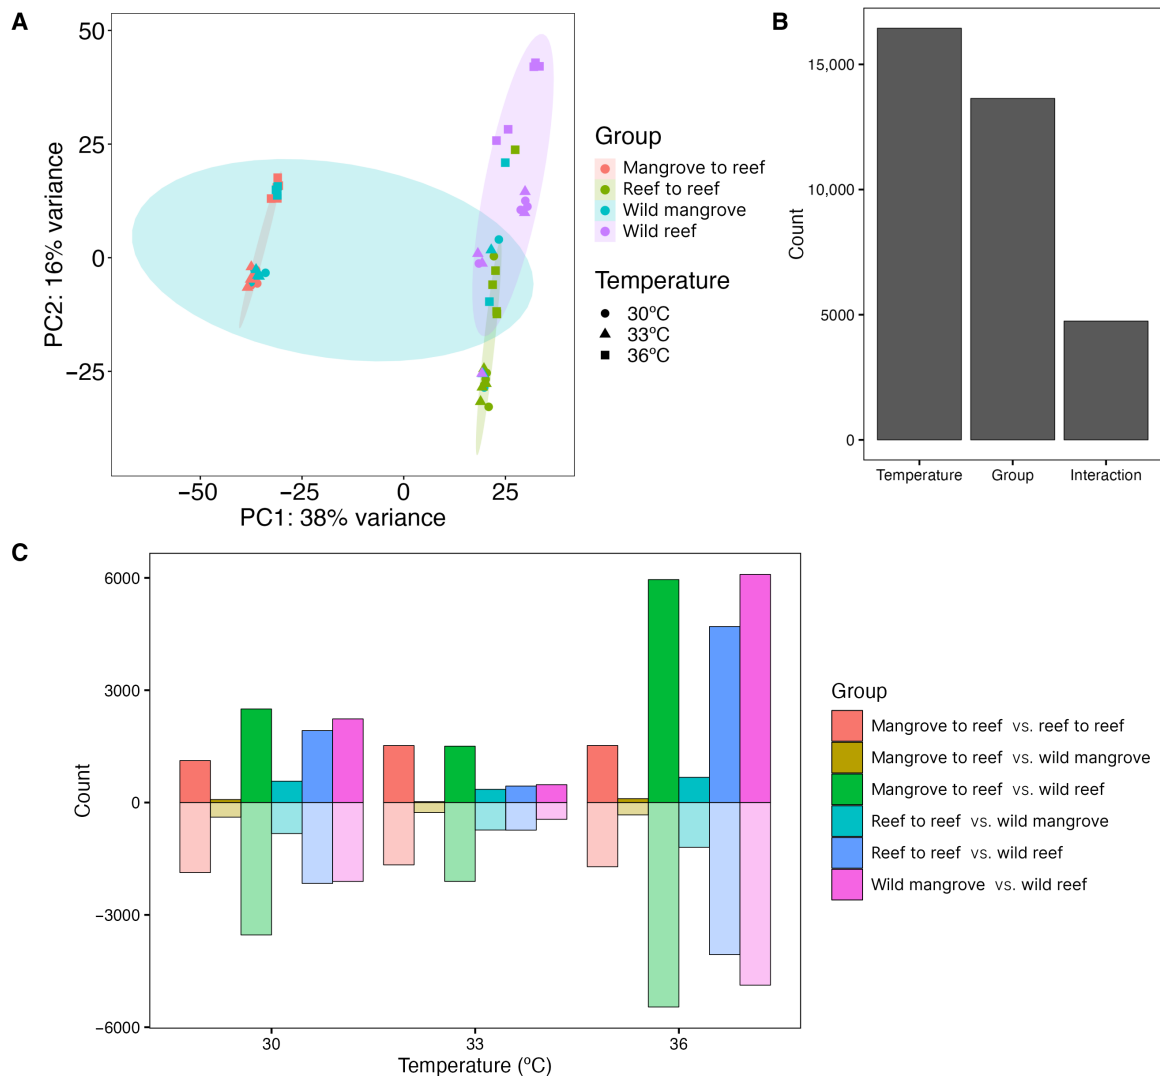 A
50
25
0
−25
PC2: 16% variance
−50
−25
0
25
PC1: 38% variance
Group
Mangrove to reef
Reef to reef
Wild mangrove
Wild reef
Temperature
30ºC
33ºC
36ºC
B
15,000
10,000
5000
0
Count
Temperature
Group
Interaction
C
6000
3000
0
−3000
−6000
Count
30
33
36
Temperature (ºC)
Group
Mangrove to reef vs. reef to reef
Mangrove to reef vs. wild mangrove
Mangrove to reef vs. wild reef
Reef to reef vs. wild mangrove
Reef to reef vs. wild reef
Wild mangrove vs. wild reef